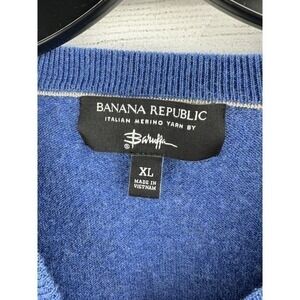 BANANA REPUBLIC
ITALIAN MERINO YARN BY
Baruffa
®
XL
MADE IN
VIETNAM